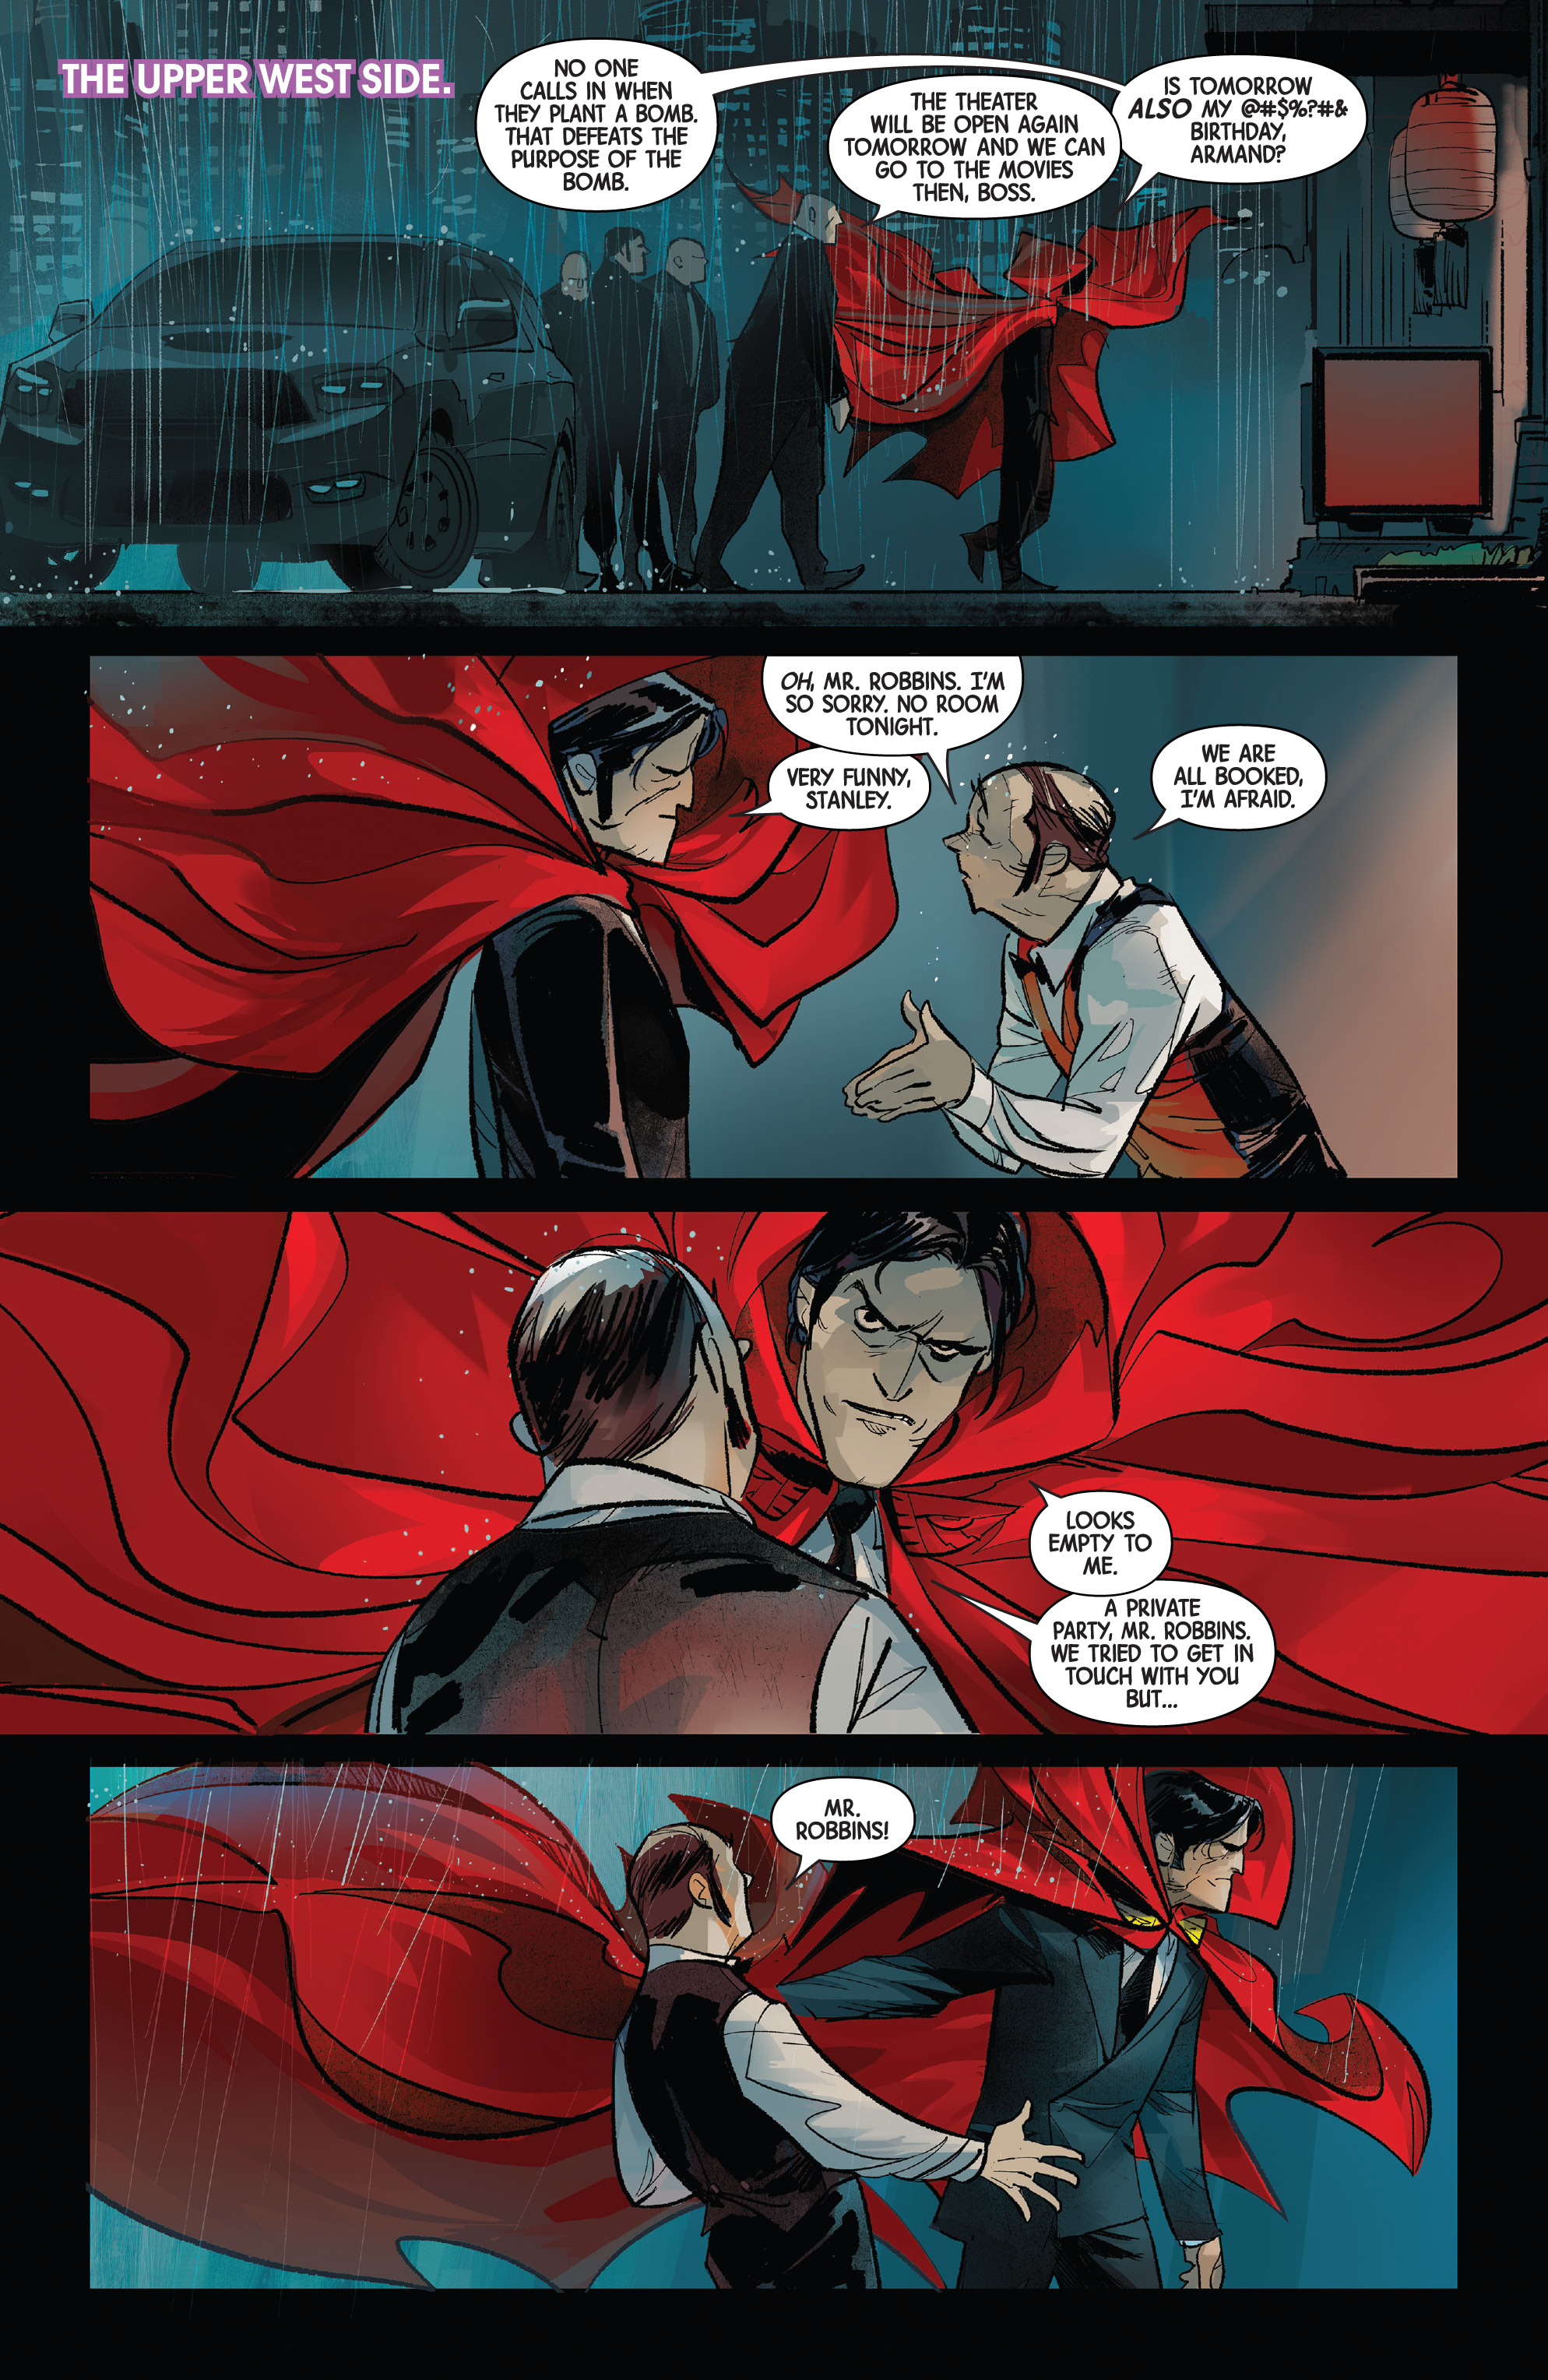 THE UPPER WEST SIDE.
NO ONE
CALLS IN WHEN
THEY PLANT A BOMB.
THAT DEFEATS THE
PURPOSE OF THE
BOMB.
THE THEATER
WILL BE OPEN AGAIN
TOMORROW AND WE CAN
GO TO THE MOVIES
THEN, BOSS.
IS TOMORROW
ALSO MY @#$%?#&
BIRTHDAY,
ARMAND?
OH, MR. ROBBINS. I'M
SO SORRY. NO ROOM
TONIGHT.
VERY FUNNY,
STANLEY.
WE ARE
ALL BOOKED,
I'M AFRAID.
LOOKS
EMPTY TO
ME.
A PRIVATE
PARTY, MR. ROBBINS.
WE TRIED TO GET IN
TOUCH WITH YOU
BUT...
MR.
ROBBINS!